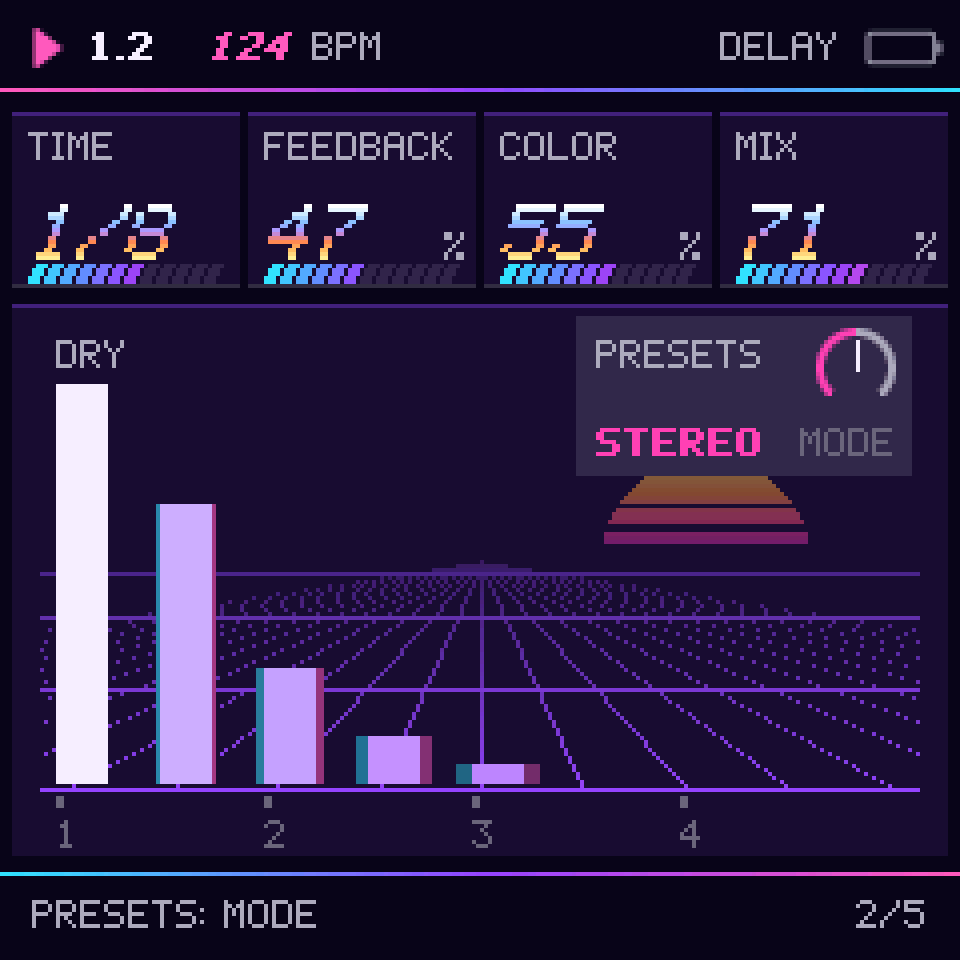 1.2 124 BPM DELAY
TIME FEEDBACK COLOR MIX
1/8 47 % 55 % 71 %
DRY PRESETS
STEREO MODE
1 2 3 4
PRESETS: MODE 2/5